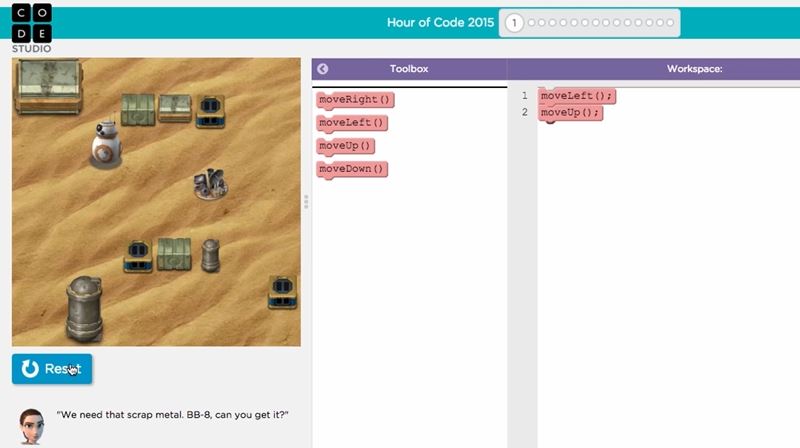 CODE
STUDIO
Hour of Code 2015
1
Toolbox
Workspace:
moveRight()
moveLeft()
moveUp()
moveDown()
1 moveLeft();
2 moveUp();
Reset
"We need that scrap metal. BB-8, can you get it?"